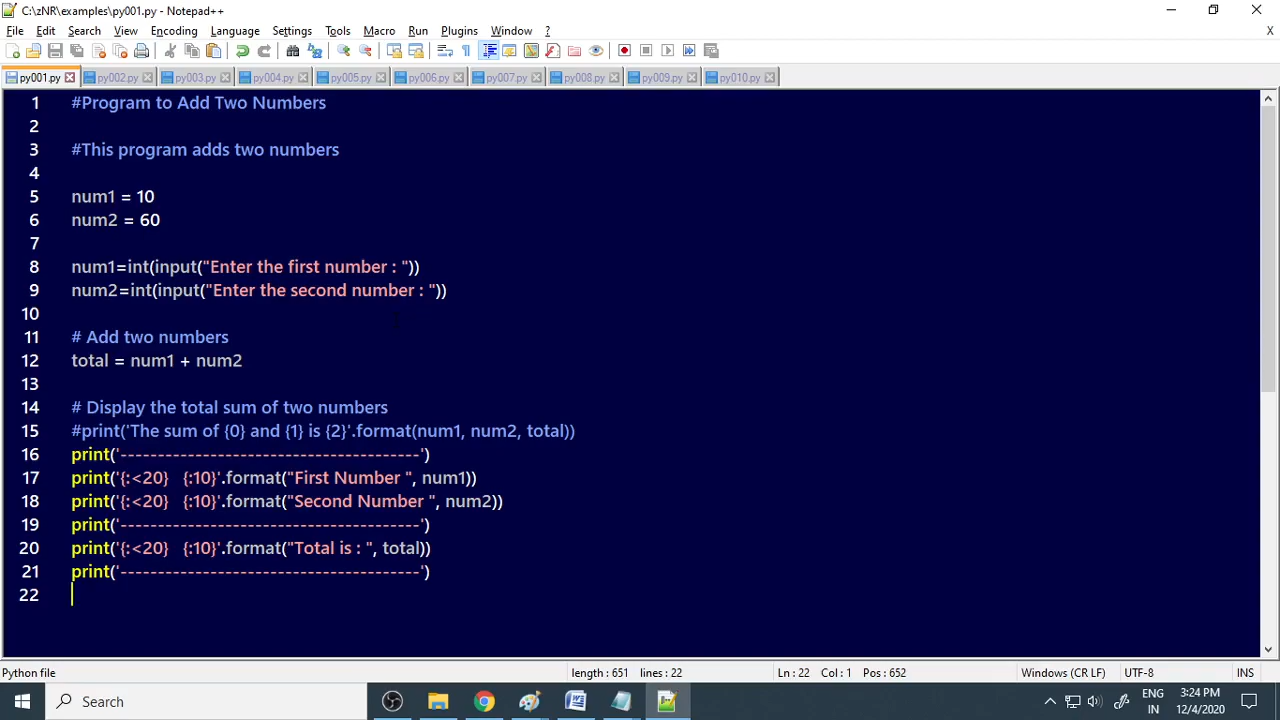 C:\zNR\examples\py001.py - Notepad++
File Edit Search View Encoding Language Settings Tools Macro Run Plugins Window ? X
py001.py py002.py py003.py py004.py py005.py py006.py py007.py py008.py py009.py py010.py
1 #Program to Add Two Numbers
2
3 #This program adds two numbers
4
5 num1 = 10
6 num2 = 60
7
8 num1=int(input("Enter the first number : "))
9 num2=int(input("Enter the second number : "))
10
11 # Add two numbers
12 total = num1 + num2
13
14 # Display the total sum of two numbers
15 #print('The sum of {0} and {1} is {2}'.format(num1, num2, total))
16 print('----------------------------------------')
17 print('{:<20}  {:10}'.format("First Number ", num1))
18 print('{:<20}  {:10}'.format("Second Number ", num2))
19 print('----------------------------------------')
20 print('{:<20}  {:10}'.format("Total is : ", total))
21 print('----------------------------------------')
22
Python file length : 651 lines : 22 Ln : 22 Col : 1 Pos : 652 Windows (CR LF) UTF-8 INS
Search ENG 3:24 PM
IN 12/4/2020